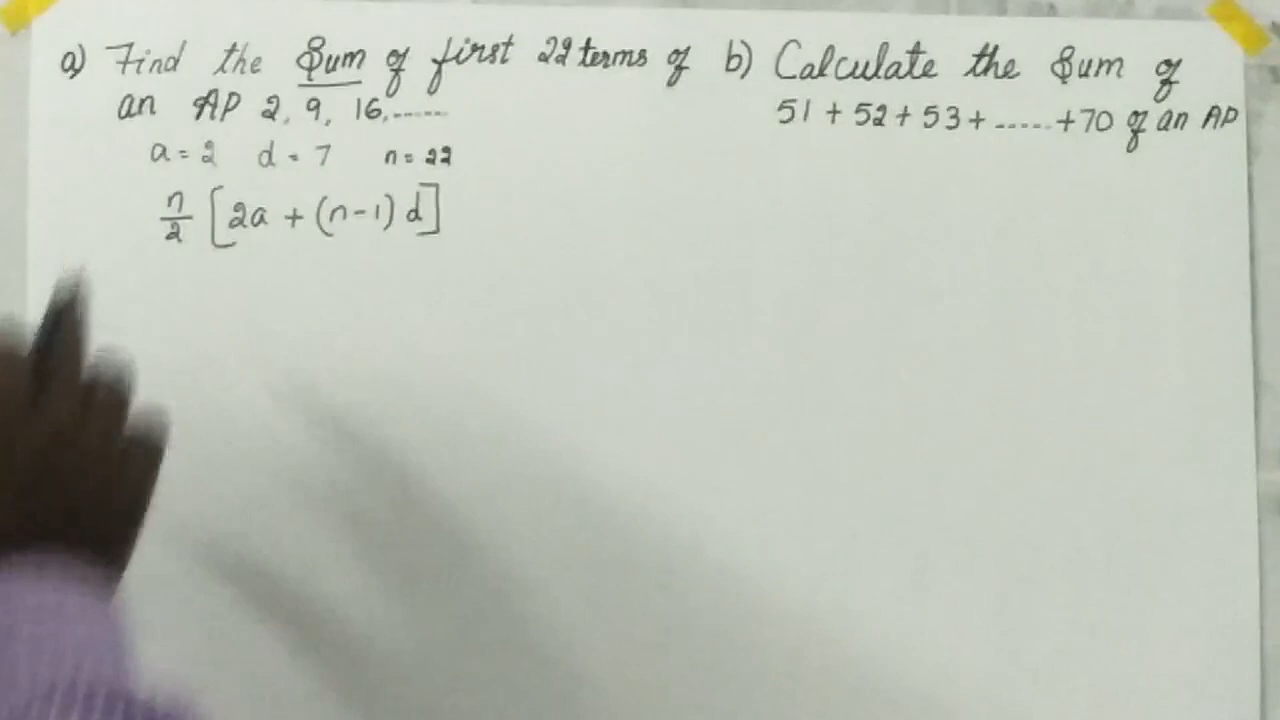 a) Find the Sum of first 22 terms of
an AP 2, 9, 16,......
a = 2 d = 7 n = 22
n/2 [2a + (n-1) d]
b) Calculate the Sum of
51 + 52 + 53 + ..... + 70 of an AP